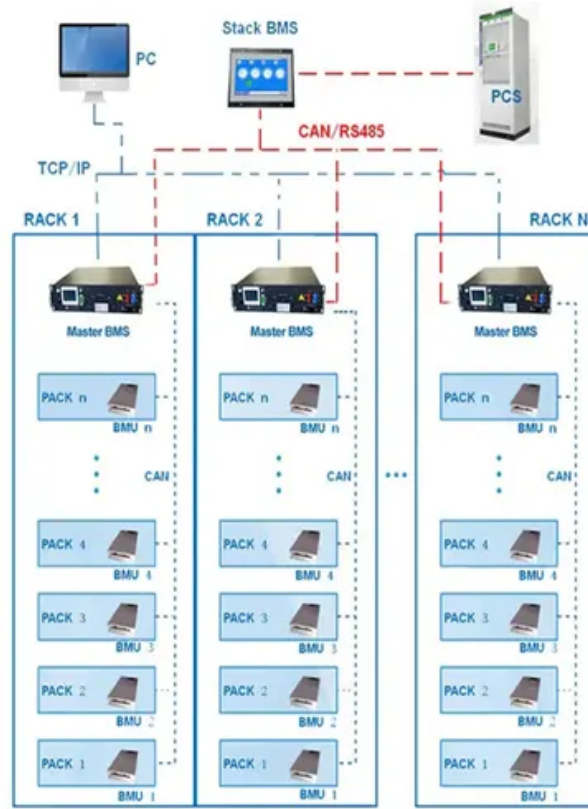 PC
Stack BMS
PCS
CAN/RS485
TCP/IP
RACK 1
RACK 2
RACK N
Master BMS
Master BMS
Master BMS
PACK n
BMU n
PACK n
BMU n
PACK n
BMU n
CAN
CAN
CAN
PACK 4
BMU 4
PACK 4
BMU 4
PACK 4
BMU 4
PACK 3
BMU 3
PACK 3
BMU 3
PACK 3
BMU 3
PACK 2
BMU 2
PACK 2
BMU 2
PACK 2
BMU 2
PACK 1
BMU 1
PACK 1
BMU 1
PACK 1
BMU 1